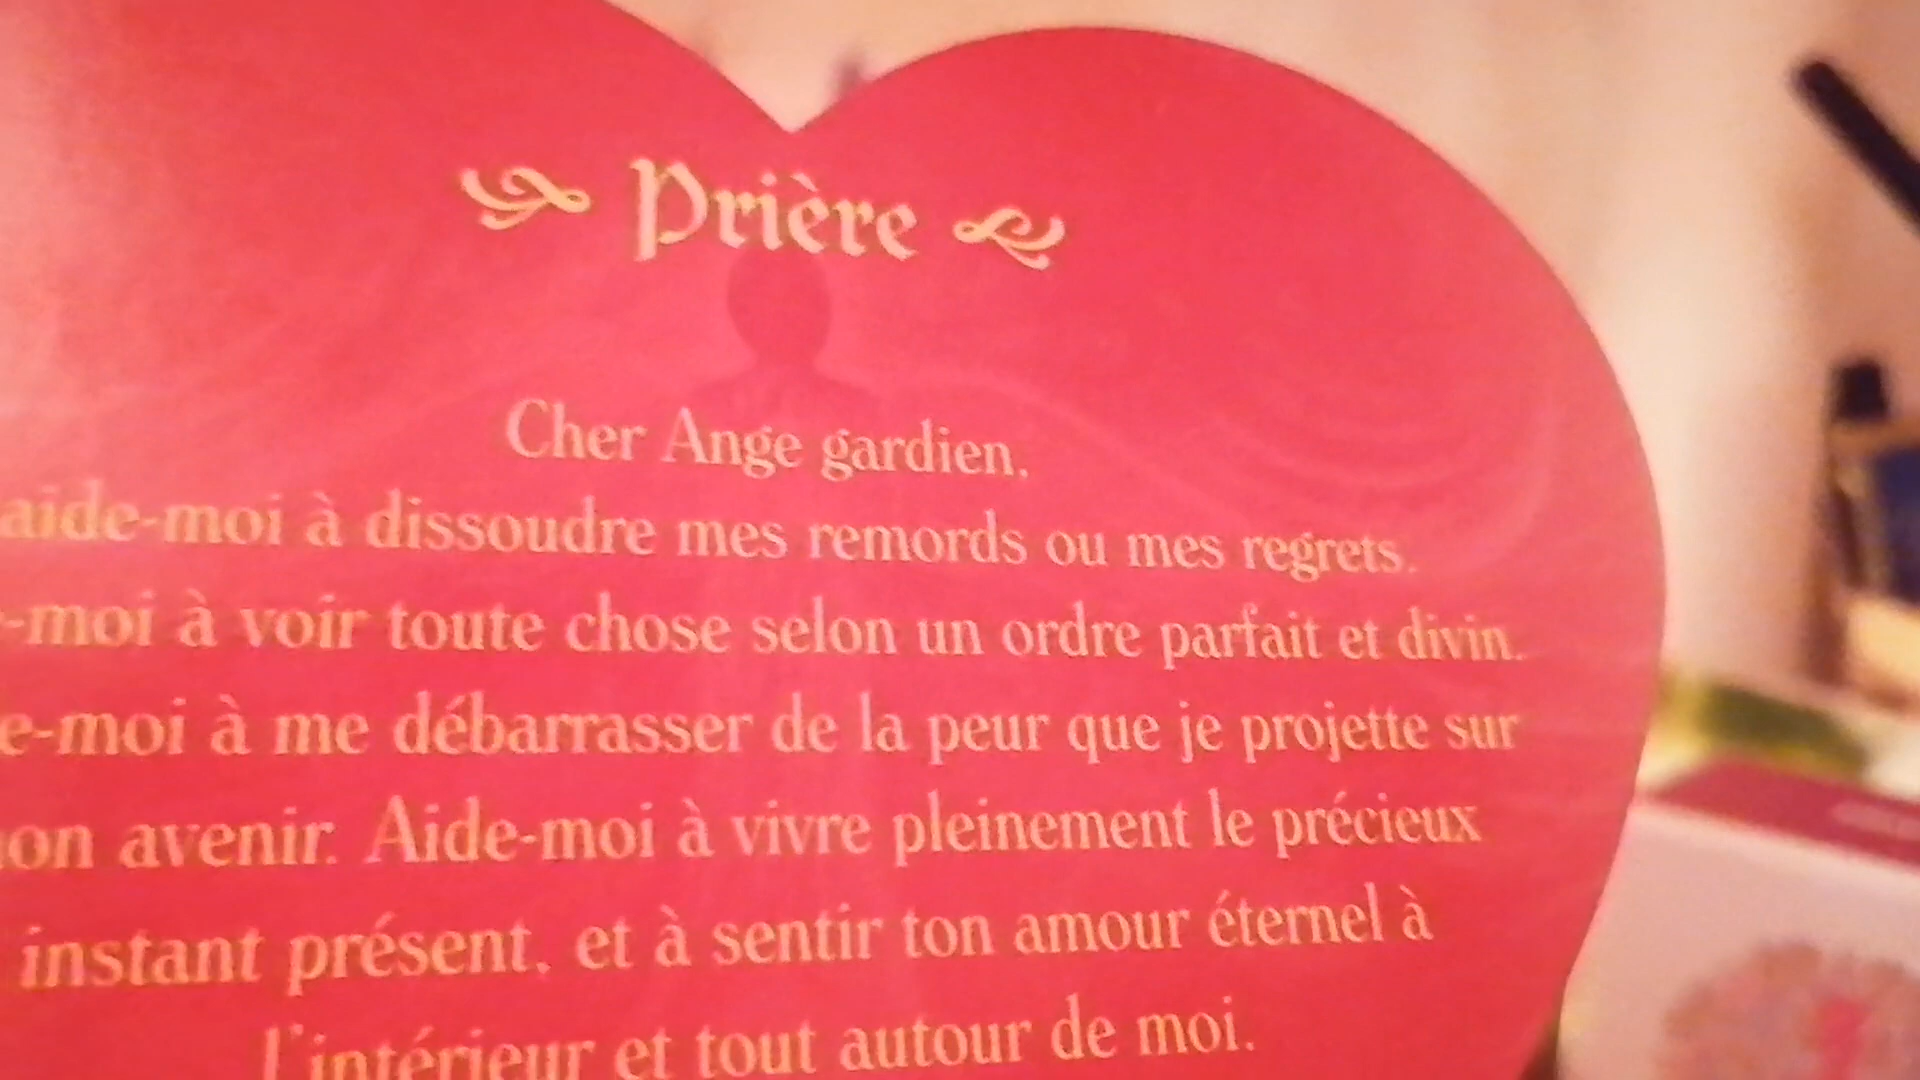 Prière
Cher Ange gardien,
aide-moi à dissoudre mes remords ou mes regrets.
-moi à voir toute chose selon un ordre parfait et divin.
e-moi à me débarrasser de la peur que je projette sur
on avenir. Aide-moi à vivre pleinement le précieux
instant présent, et à sentir ton amour éternel à
l'intérieur et tout autour de moi.